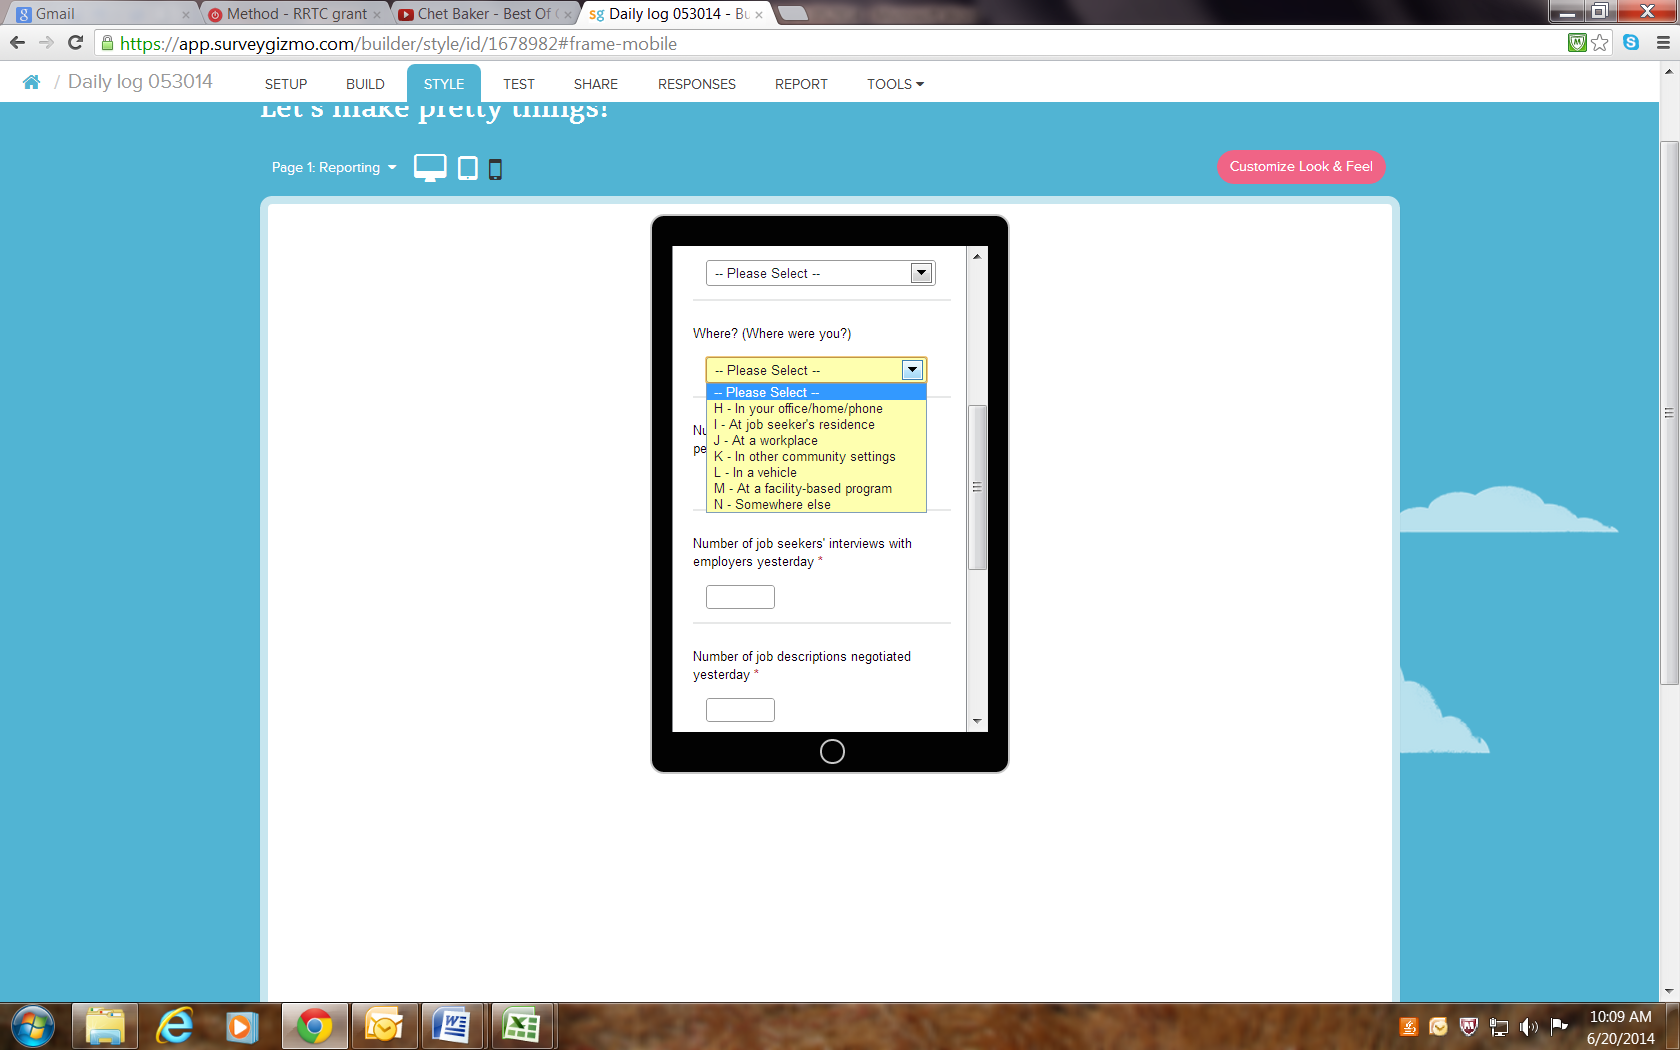 Gmail
Method - RRTC grant
Chet Baker - Best Of
Daily log 053014 - Bu
https://app.surveygizmo.com/builder/style/id/1678982#frame-mobile
/ Daily log 053014
SETUP
BUILD
STYLE
TEST
SHARE
RESPONSES
REPORT
TOOLS
Let's make pretty things!
Page 1: Reporting
Customize Look & Feel
-- Please Select --
Where? (Where were you?)
-- Please Select --
-- Please Select --
H - In your office/home/phone
I - At job seeker's residence
J - At a workplace
K - In other community settings
L - In a vehicle
M - At a facility-based program
N - Somewhere else
Nu
pe
Number of job seekers' interviews with
employers yesterday *
Number of job descriptions negotiated
yesterday *
10:09 AM
6/20/2014